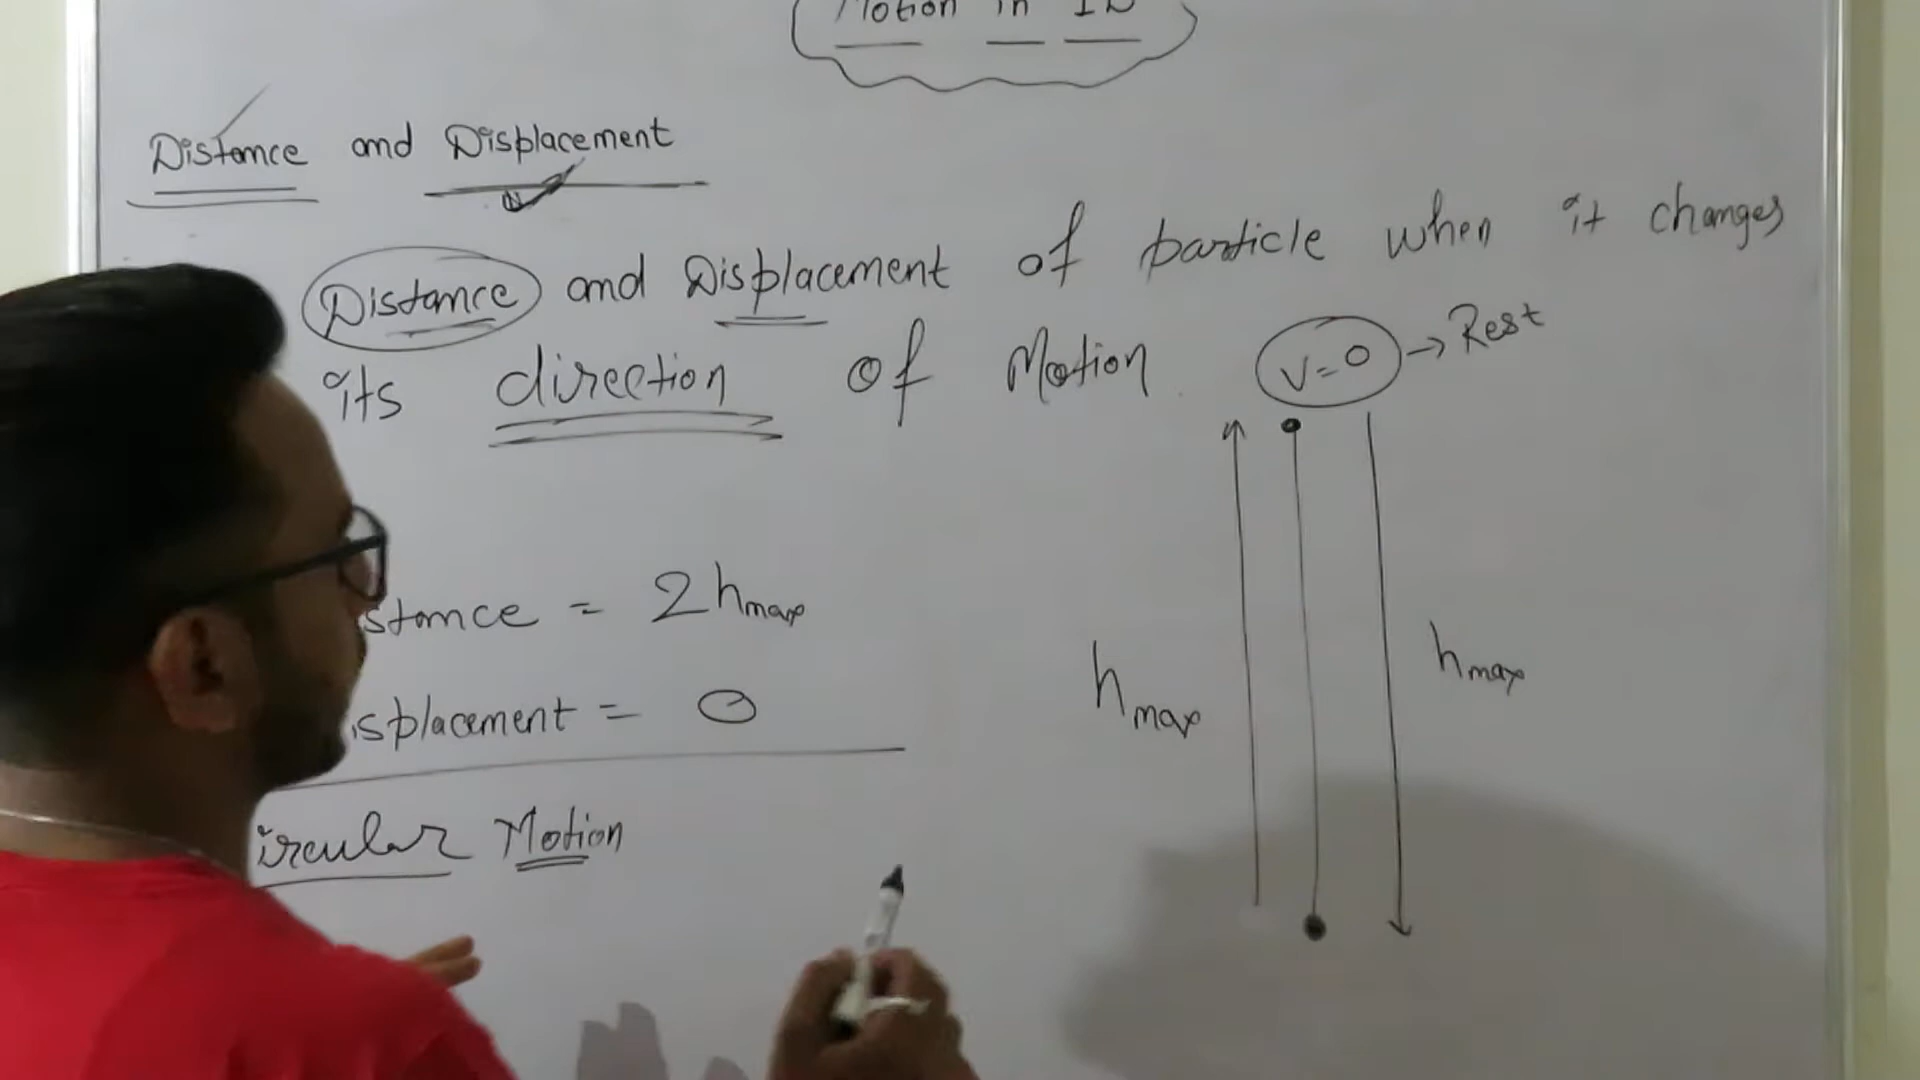 Motion in 1D
Distance and Displacement
Distance and Displacement of particle when it changes
its direction of Motion
v=0 → Rest
stance = 2hmax
isplacement = 0
hmax
hmax
ircular Motion